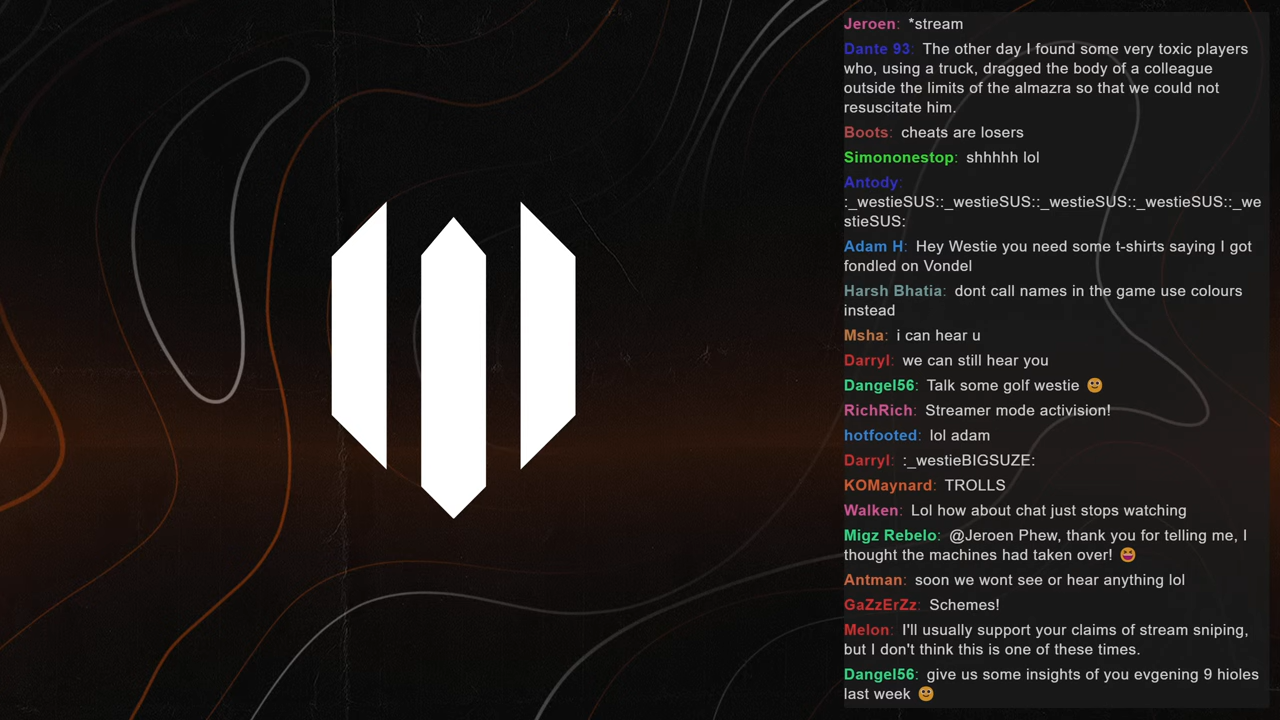 Jeroen: *stream
Dante 93: The other day I found some very toxic players
who, using a truck, dragged the body of a colleague
outside the limits of the almazra so that we could not
resuscitate him.
Boots: cheats are losers
Simononestop: shhhhh lol
Antody:
:_westieSUS::_westieSUS::_westieSUS::_westieSUS::_we
stieSUS:
Adam H: Hey Westie you need some t-shirts saying I got
fondled on Vondel
Harsh Bhatia: dont call names in the game use colours
instead
Msha: i can hear u
Darryl: we can still hear you
Dangel56: Talk some golf westie 🙂
RichRich: Streamer mode activision!
hotfooted: lol adam
Darryl: :_westieBIGSUZE:
KOMaynard: TROLLS
Walken: Lol how about chat just stops watching
Migz Rebelo: @Jeroen Phew, thank you for telling me, I
thought the machines had taken over! 😆
Antman: soon we wont see or hear anything lol
GaZzErZz: Schemes!
Melon: I'll usually support your claims of stream sniping,
but I don't think this is one of these times.
Dangel56: give us some insights of you evgening 9 hioles
last week 🙂